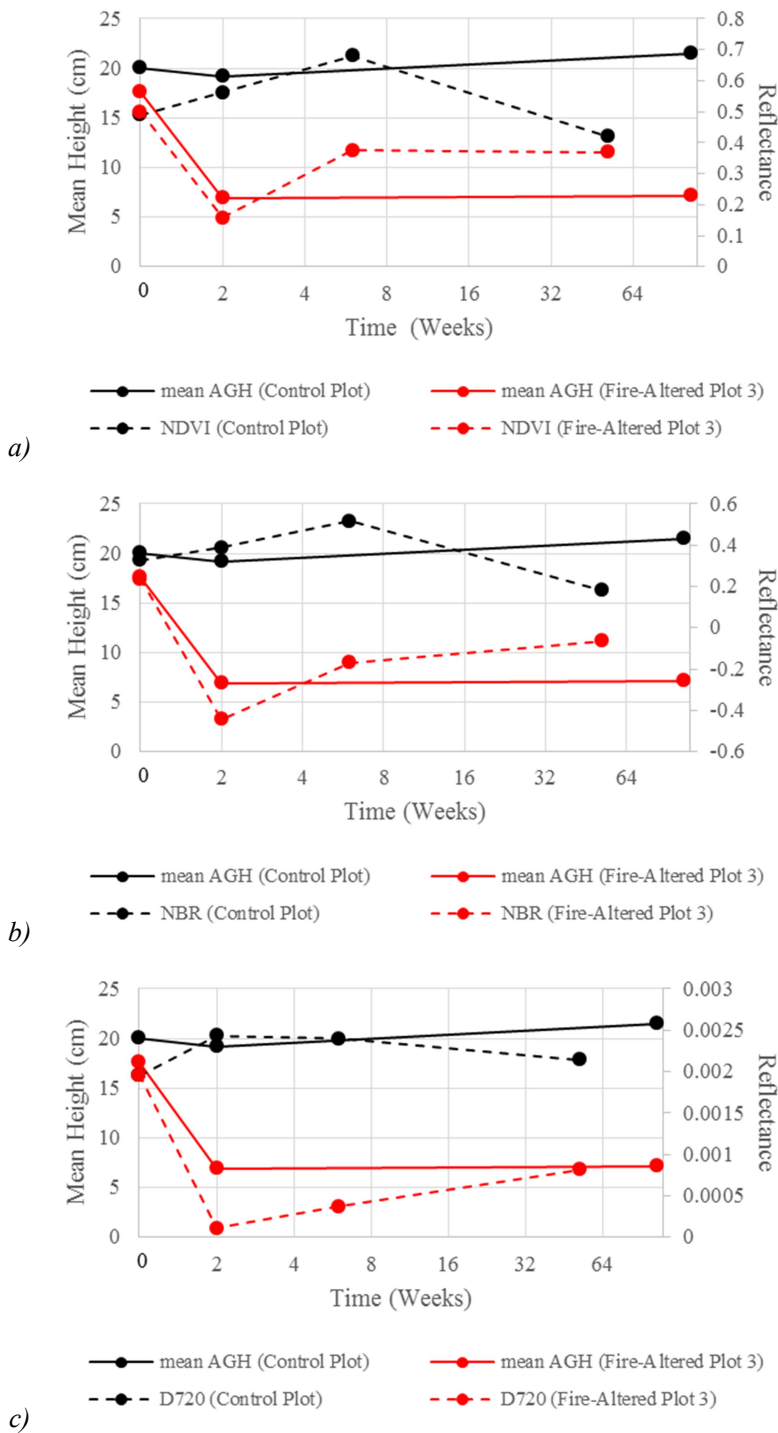 25
20
15
10
5
0
Mean Height (cm)
0.8
0.7
0.6
0.5
0.4
0.3
0.2
0.1
0
Reflectance
0 2 4 8 16 32 64
Time (Weeks)
mean AGH (Control Plot) mean AGH (Fire-Altered Plot 3)
NDVI (Control Plot) NDVI (Fire-Altered Plot 3)
a)
25
20
15
10
5
0
Mean Height (cm)
0.6
0.4
0.2
0
-0.2
-0.4
-0.6
Reflectance
0 2 4 8 16 32 64
Time (Weeks)
mean AGH (Control Plot) mean AGH (Fire-Altered Plot 3)
NBR (Control Plot) NBR (Fire-Altered Plot 3)
b)
25
20
15
10
5
0
Mean Height (cm)
0.003
0.0025
0.002
0.0015
0.001
0.0005
0
Reflectance
0 2 4 8 16 32 64
Time (Weeks)
mean AGH (Control Plot) mean AGH (Fire-Altered Plot 3)
D720 (Control Plot) D720 (Fire-Altered Plot 3)
c)